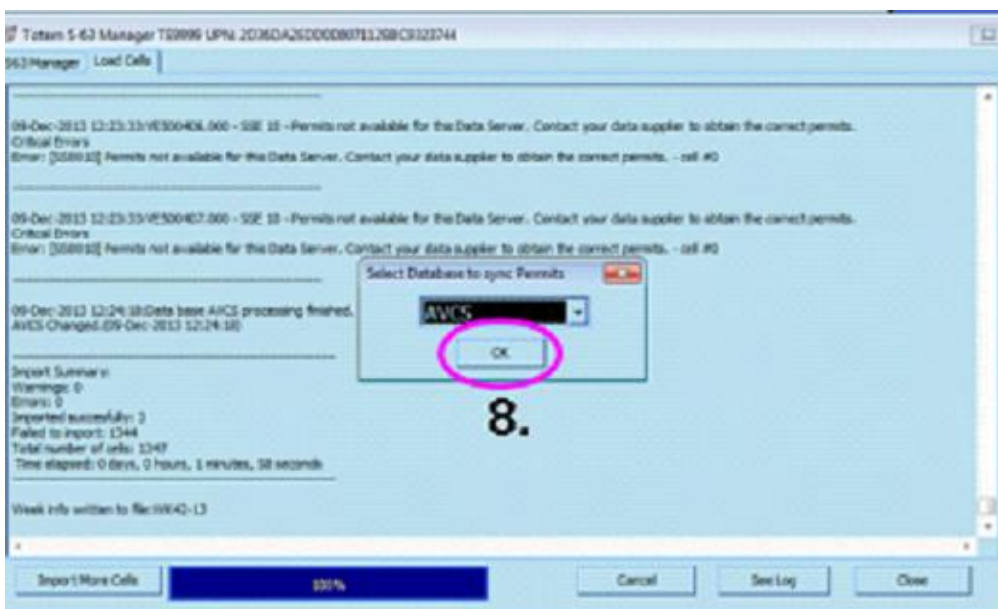 Totem S-63 Manager
S63 Manager Load Cells
09-Dec-2013 12:23:33:VE500406.000 - SSE 10 - Permits not available for the Data Server. Contact your data supplier to obtain the correct permits.
Critical Errors
Error: [SSE010] Permits not available for this Data Server. Contact your data supplier to obtain the correct permits. - cell #0
09-Dec-2013 12:23:33:VE500407.000 - SSE 10 - Permits not available for this Data Server. Contact your data supplier to obtain the correct permits.
Critical Errors
Error: [SSE010] Permits not available for this Data Server. Contact your data supplier to obtain the correct permits. - cell #0
Select Database to sync Permits
09-Dec-2013 12:24:18:Data base AVCS processing finished.
AVCS Changed.(09-Dec-2013 12:24:18)
AVCS
OK
8.
Import Summary:
Warnings: 0
Errors: 0
Imported succesfully: 3
Failed to import: 1344
Total number of cells: 1347
Time elapsed: 0 days, 0 hours, 1 minutes, 58 seconds
Week info written to file:WK42-13
Import More Cells
100%
Cancel
See Log
Close